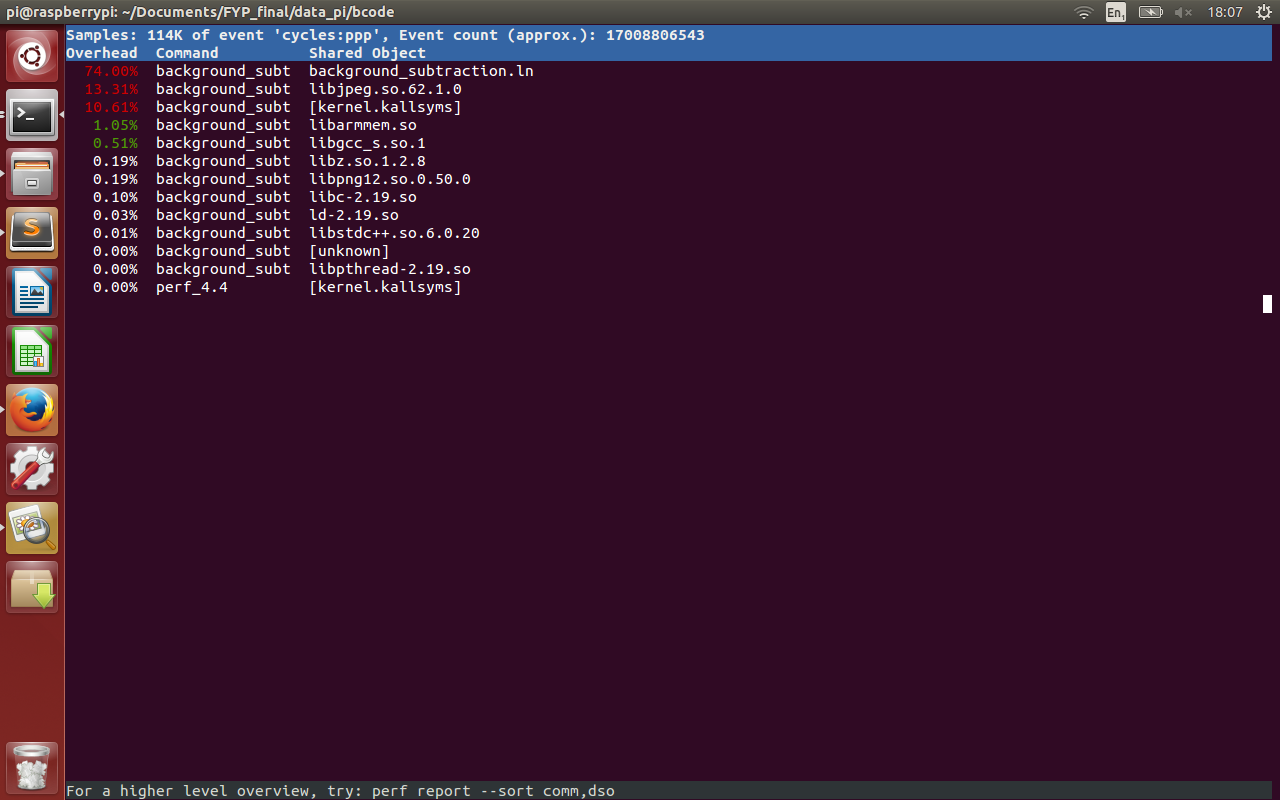 pi@raspberrypi: ~/Documents/FYP_final/data_pi/bcode
En1 18:07
Samples: 114K of event 'cycles:ppp', Event count (approx.): 17008806543
Overhead  Command       Shared Object
74.00%  background_subt  background_subtraction.ln
13.31%  background_subt  libjpeg.so.62.1.0
10.61%  background_subt  [kernel.kallsyms]
1.05%  background_subt  libarmmem.so
0.51%  background_subt  libgcc_s.so.1
0.19%  background_subt  libz.so.1.2.8
0.19%  background_subt  libpng12.so.0.50.0
0.10%  background_subt  libc-2.19.so
0.03%  background_subt  ld-2.19.so
0.01%  background_subt  libstdc++.so.6.0.20
0.00%  background_subt  [unknown]
0.00%  background_subt  libpthread-2.19.so
0.00%  perf_4.4         [kernel.kallsyms]
For a higher level overview, try: perf report --sort comm,dso